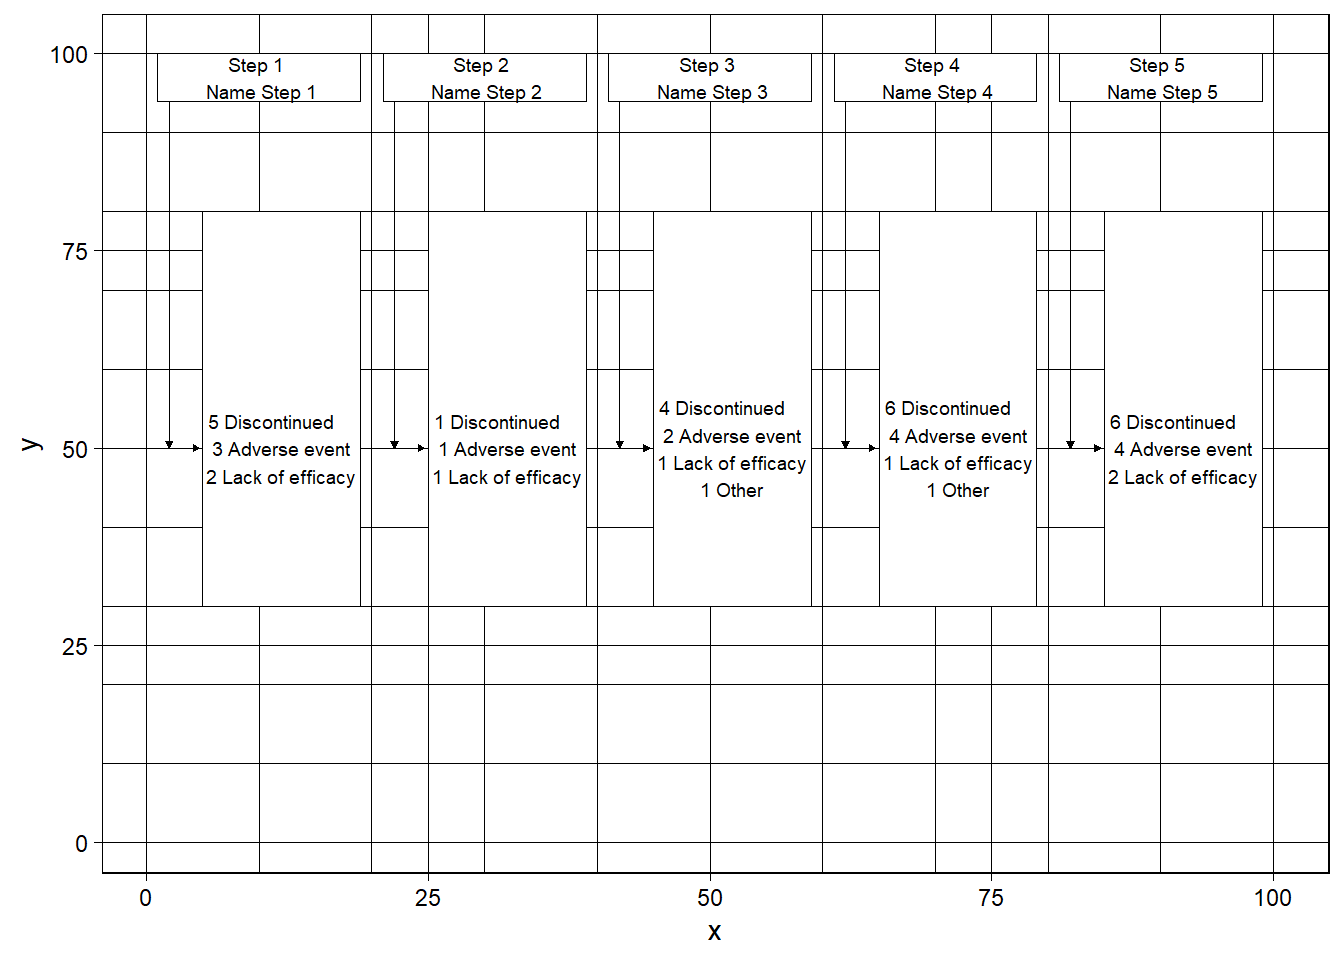 100
75
50
25
0
y
Step 1
Name Step 1
Step 2
Name Step 2
Step 3
Name Step 3
Step 4
Name Step 4
Step 5
Name Step 5
5 Discontinued
3 Adverse event
2 Lack of efficacy
1 Discontinued
1 Adverse event
1 Lack of efficacy
4 Discontinued
2 Adverse event
1 Lack of efficacy
1 Other
6 Discontinued
4 Adverse event
1 Lack of efficacy
1 Other
6 Discontinued
4 Adverse event
2 Lack of efficacy
0
25
50
75
100
x